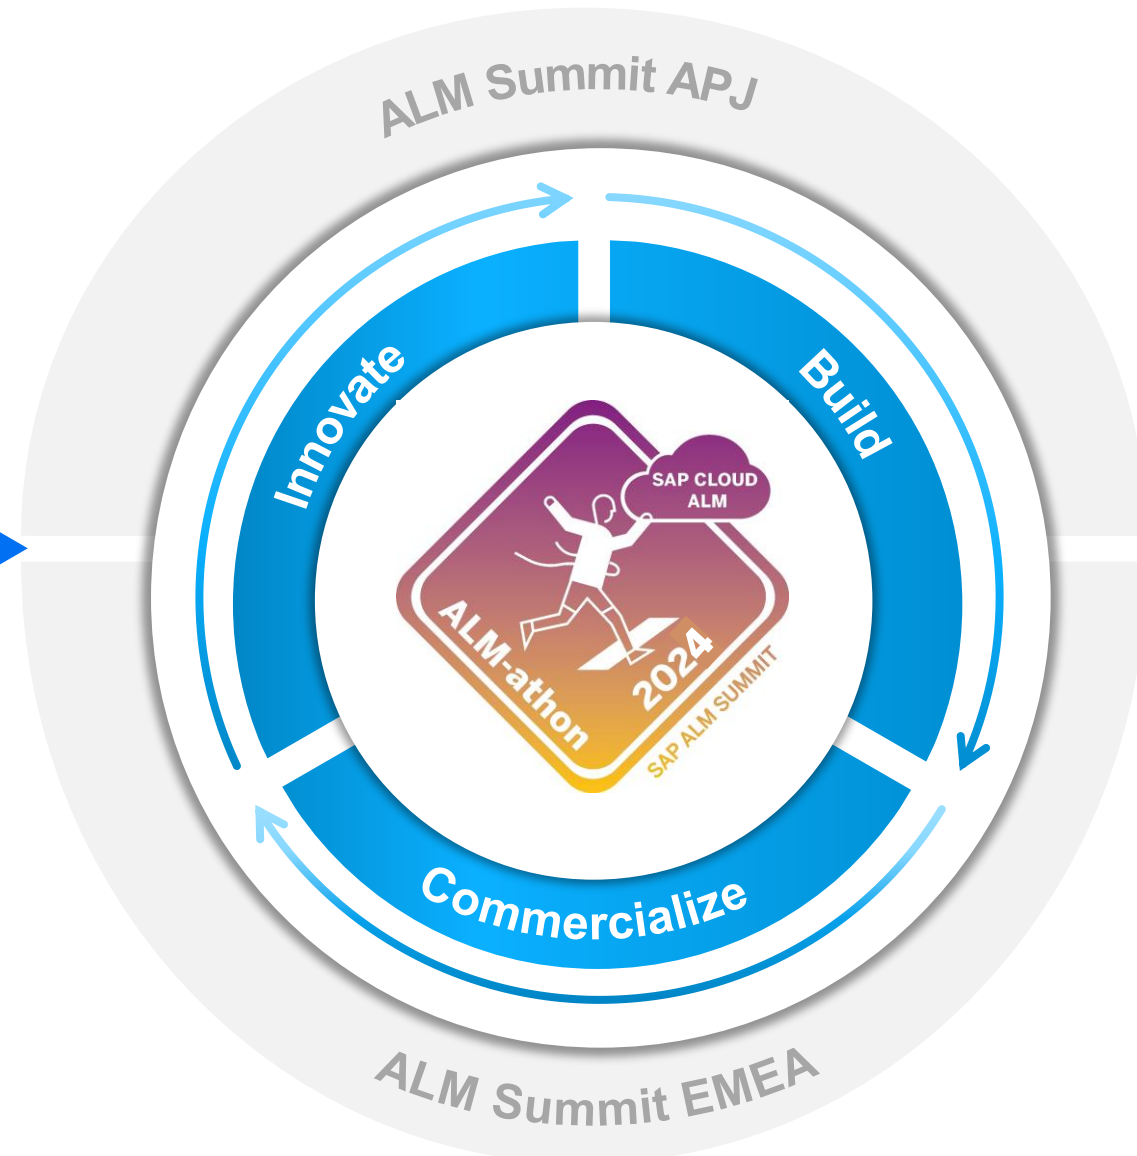 ALM Summit APJ
Innovate
Build
SAP CLOUD
ALM
ALM-athon
2024
SAP ALM SUMMIT
Commercialize
ALM Summit EMEA